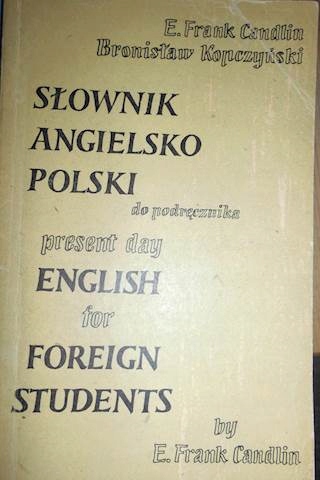 E. Frank Candlin
Bronisław Kopczyński
SŁOWNIK
ANGIELSKO
POLSKI
do podręcznika
present day
ENGLISH
for
FOREIGN
STUDENTS
by
E. Frank Candlin